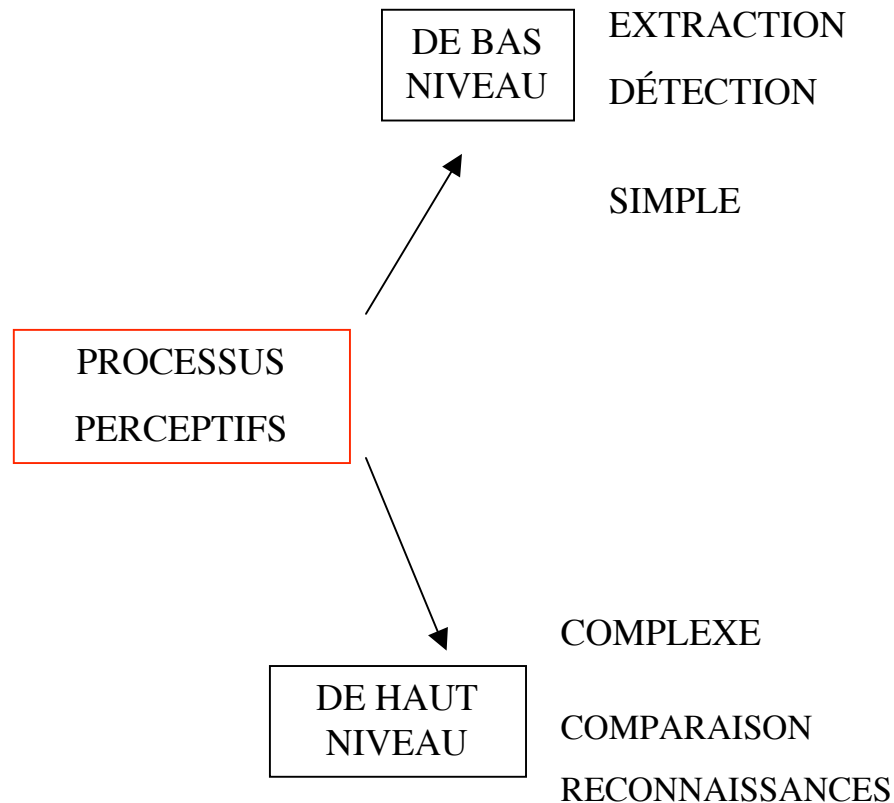 DE BAS
NIVEAU
EXTRACTION
DÉTECTION
SIMPLE
PROCESSUS
PERCEPTIFS
COMPLEXE
DE HAUT
NIVEAU
COMPARAISON
RECONNAISSANCES